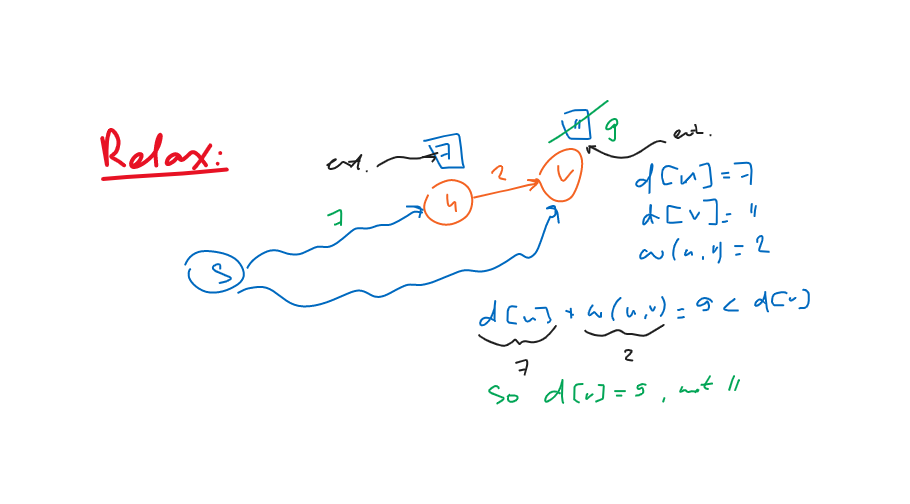 Relax:
est.
7
11
9
est.
2
v
u
7
s
d[u] = 7
d[v] = 11
w(u,v) = 2
d[u] + w(u,v) = 9 < d[v]
7
2
So d[v] = 9, not 11